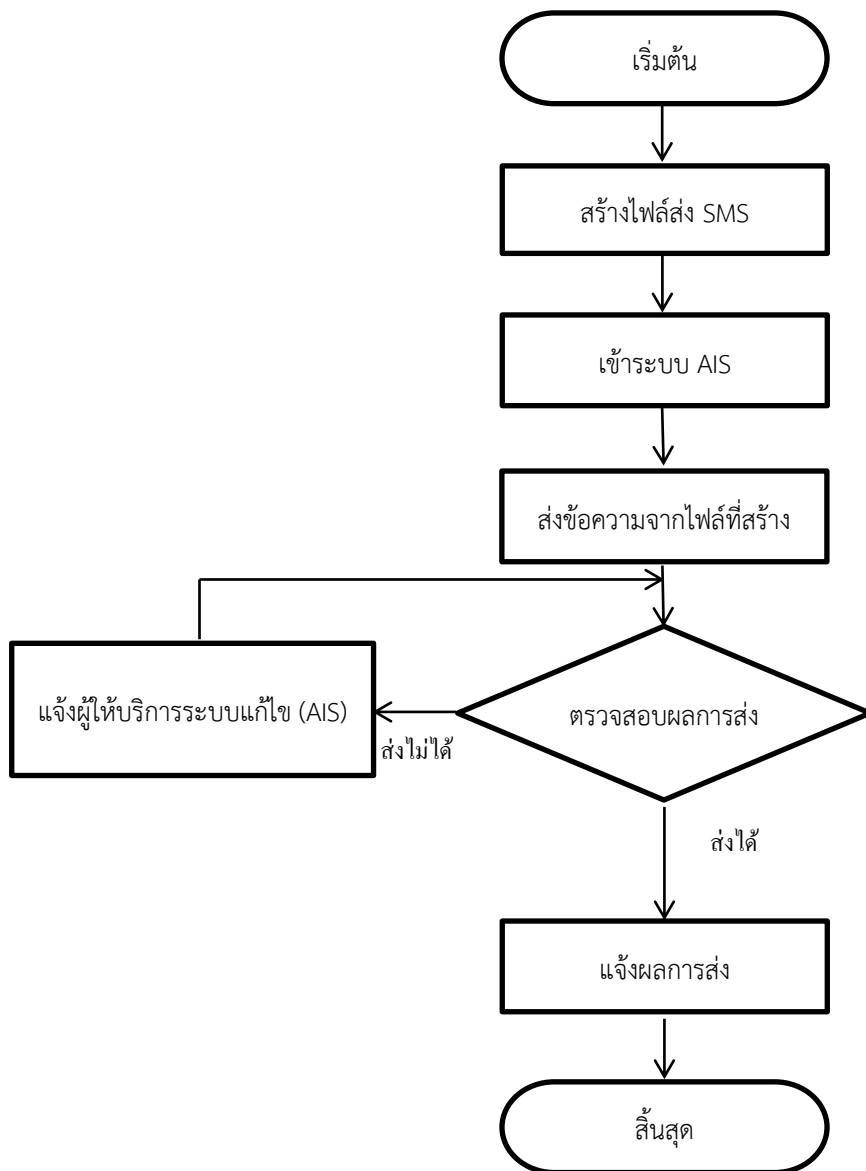 เริ่มต้น
สร้างไฟล์ส่ง SMS
เข้าระบบ AIS
ส่งข้อความจากไฟล์ที่สร้าง
แจ้งผู้ให้บริการระบบแก้ไข (AIS)
ตรวจสอบผลการส่ง
ส่งไม่ได้
ส่งได้
แจ้งผลการส่ง
สิ้นสุด